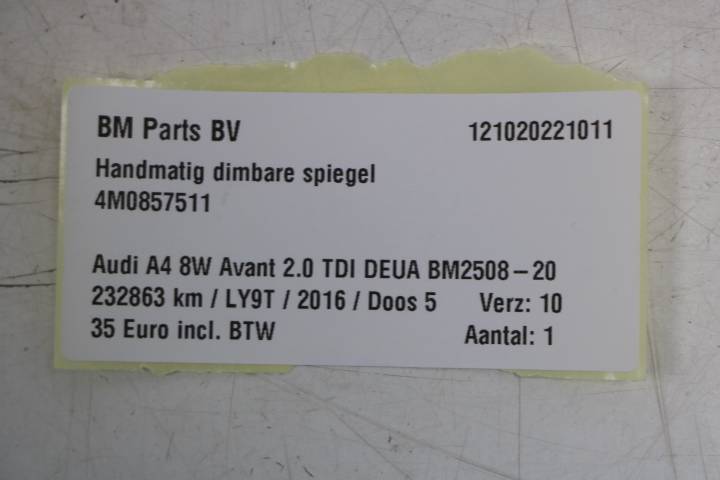 BM Parts BV 121020221011
Handmatig dimbare spiegel
4M0857511
Audi A4 8W Avant 2.0 TDI DEUA BM2508-20
232863 km / LY9T / 2016 / Doos 5 Verz: 10
35 Euro incl. BTW Aantal: 1